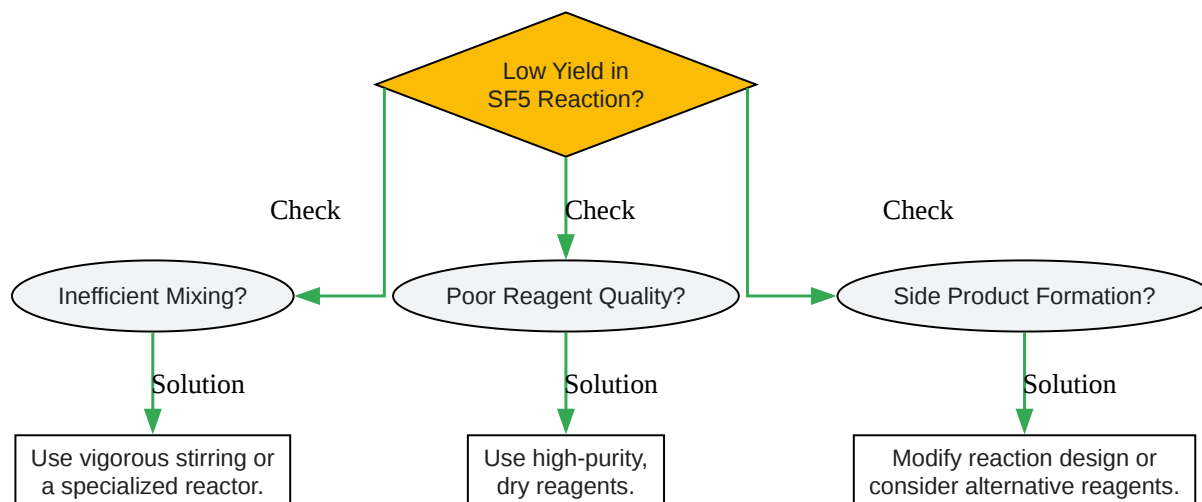 Low Yield in
SF5 Reaction?
Check
Check
Check
Inefficient Mixing?
Poor Reagent Quality?
Side Product Formation?
Solution
Solution
Solution
Use vigorous stirring or
a specialized reactor.
Use high-purity,
dry reagents.
Modify reaction design or
consider alternative reagents.